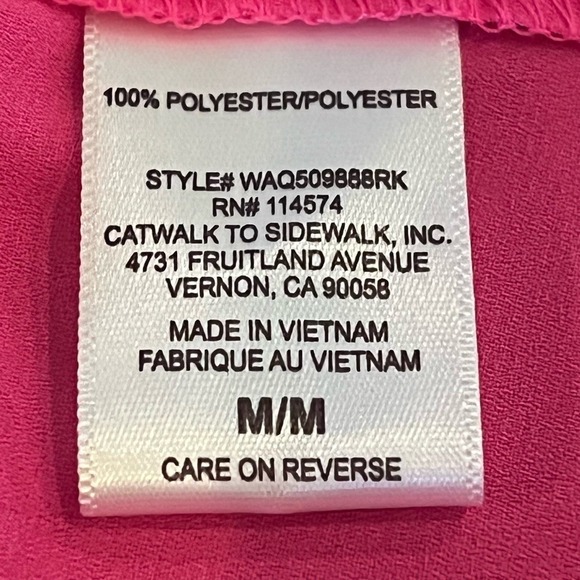 100% POLYESTER/POLYESTER
STYLE# WAQ509888RK
RN# 114574
CATWALK TO SIDEWALK, INC.
4731 FRUITLAND AVENUE
VERNON, CA 90058
MADE IN VIETNAM
FABRIQUE AU VIETNAM
M/M
CARE ON REVERSE